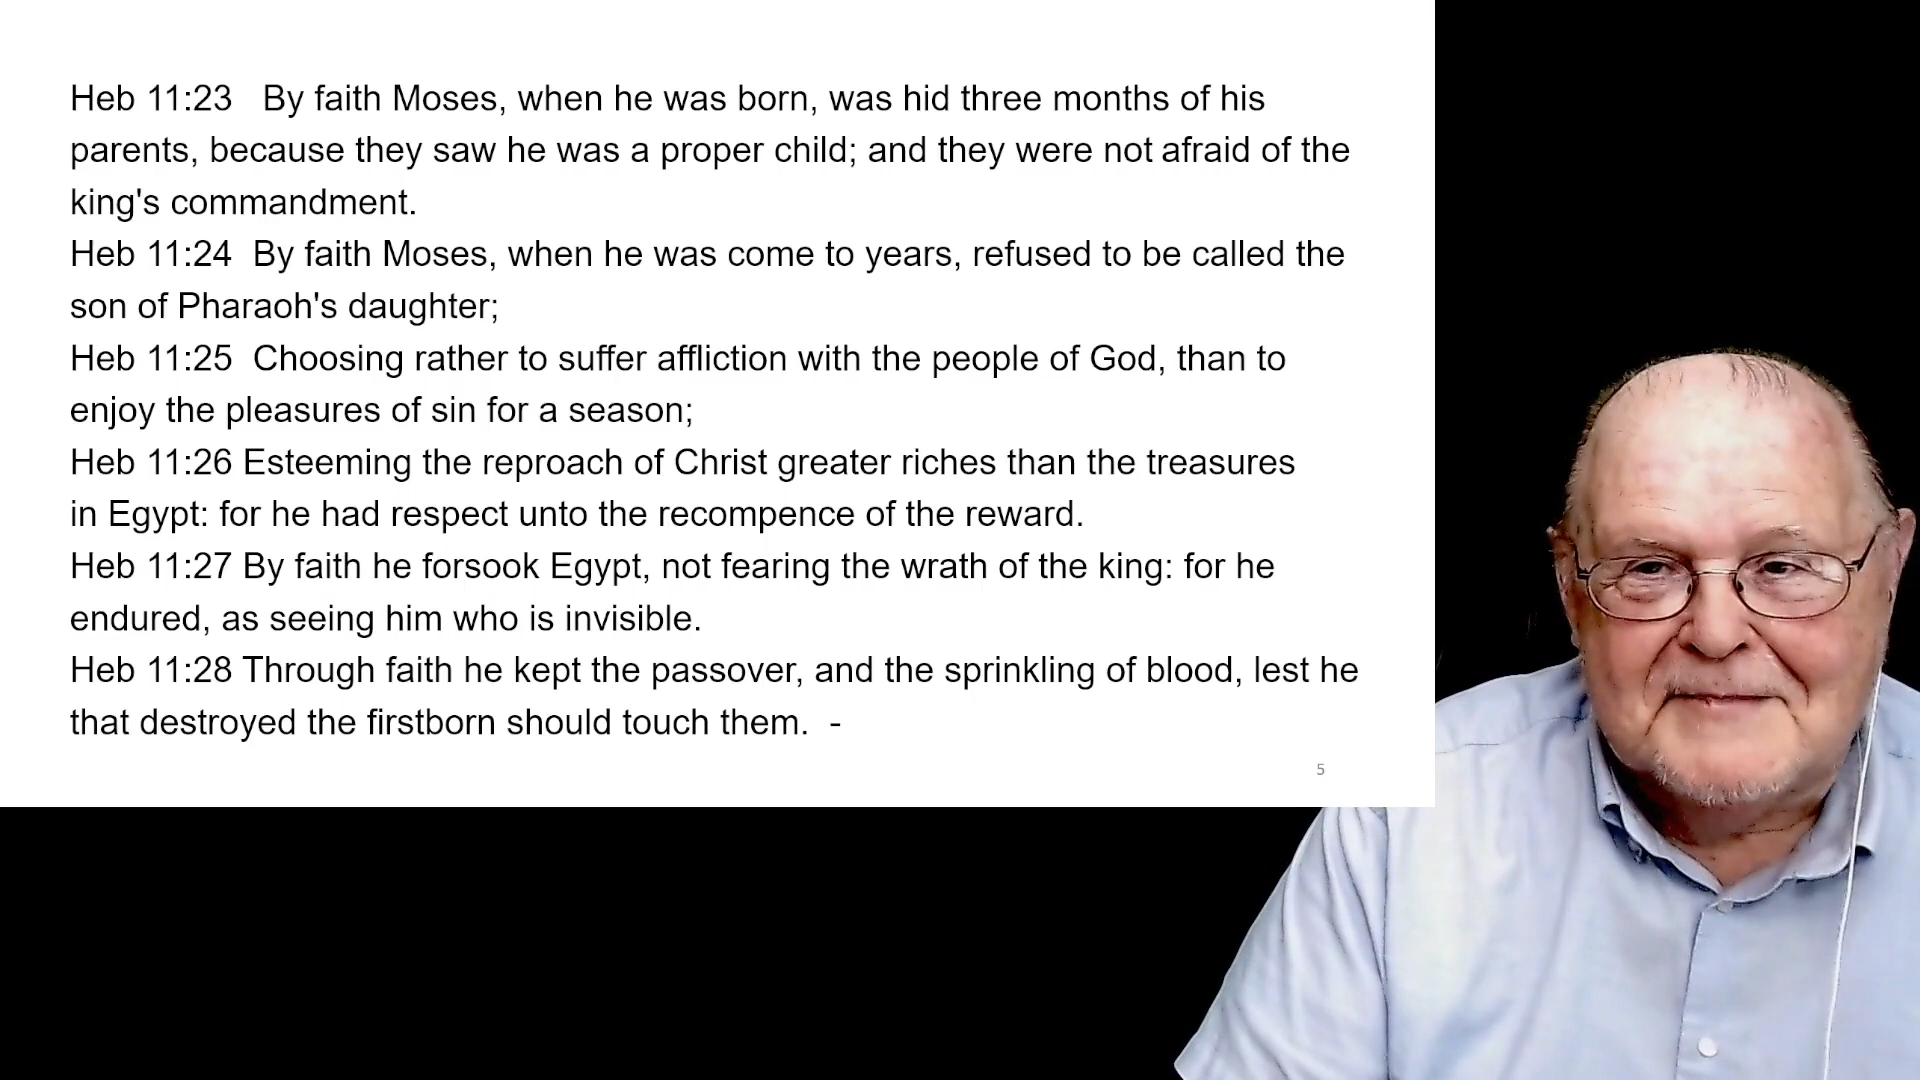 Heb 11:23   By faith Moses, when he was born, was hid three months of his
parents, because they saw he was a proper child; and they were not afraid of the
king's commandment.
Heb 11:24  By faith Moses, when he was come to years, refused to be called the
son of Pharaoh's daughter;
Heb 11:25  Choosing rather to suffer affliction with the people of God, than to
enjoy the pleasures of sin for a season;
Heb 11:26 Esteeming the reproach of Christ greater riches than the treasures
in Egypt: for he had respect unto the recompence of the reward.
Heb 11:27 By faith he forsook Egypt, not fearing the wrath of the king: for he
endured, as seeing him who is invisible.
Heb 11:28 Through faith he kept the passover, and the sprinkling of blood, lest he
that destroyed the firstborn should touch them.  -
5